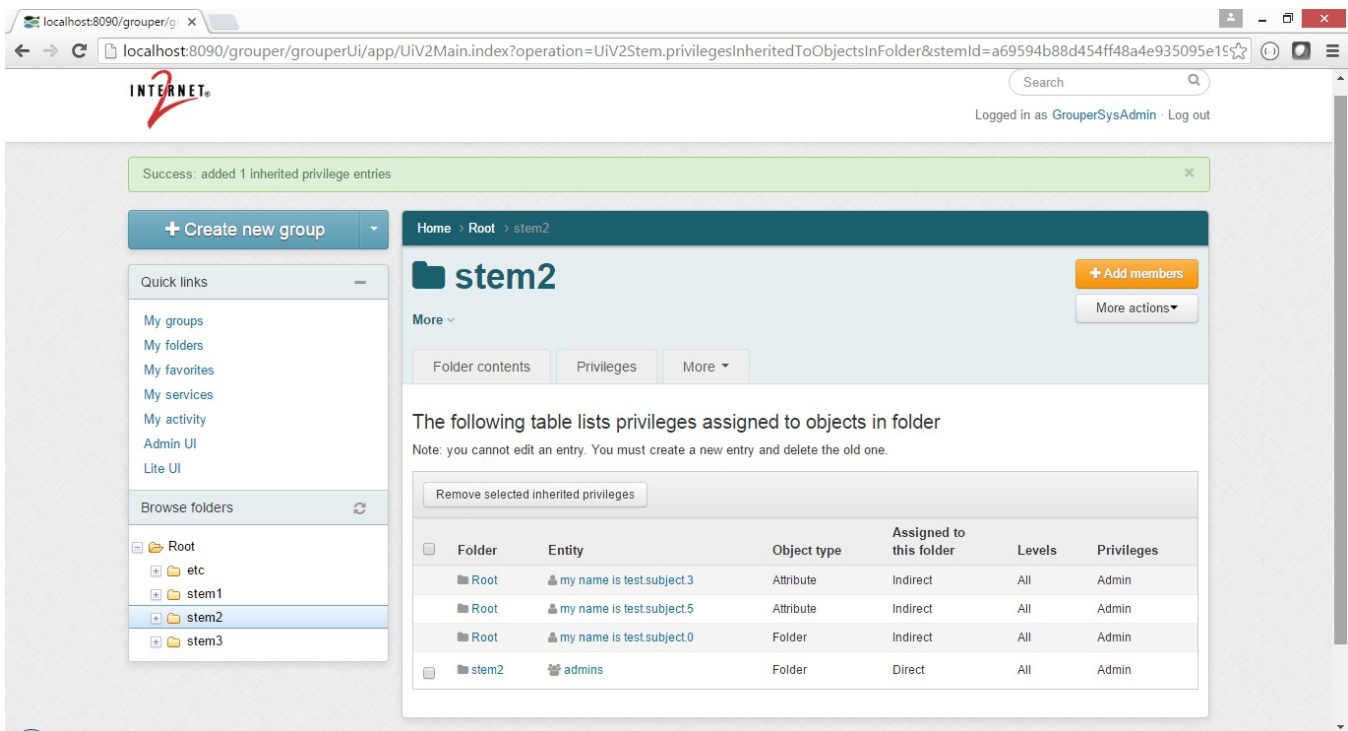 localhost:8090/grouper/g
localhost:8090/grouper/grouperUi/app/UiV2Main.index?operation=UiV2Stem.privilegesInheritedToObjectsInFolder&stemId=a69594b88d454ff48a4e935095e19
INTERNET®
2
Search
Logged in as GrouperSysAdmin · Log out
Success: added 1 inherited privilege entries
×
+ Create new group
Home > Root > stem2
stem2
+ Add members
More actions
More
Quick links
My groups
My folders
My favorites
My services
My activity
Admin UI
Lite UI
Browse folders
Root
etc
stem1
stem2
stem3
Folder contents Privileges More
The following table lists privileges assigned to objects in folder
Note: you cannot edit an entry. You must create a new entry and delete the old one.
Remove selected inherited privileges
Folder Entity Object type Assigned to this folder Levels Privileges
Root my name is test.subject.3 Attribute Indirect All Admin
Root my name is test.subject.5 Attribute Indirect All Admin
Root my name is test.subject.0 Folder Indirect All Admin
stem2 admins Folder Direct All Admin